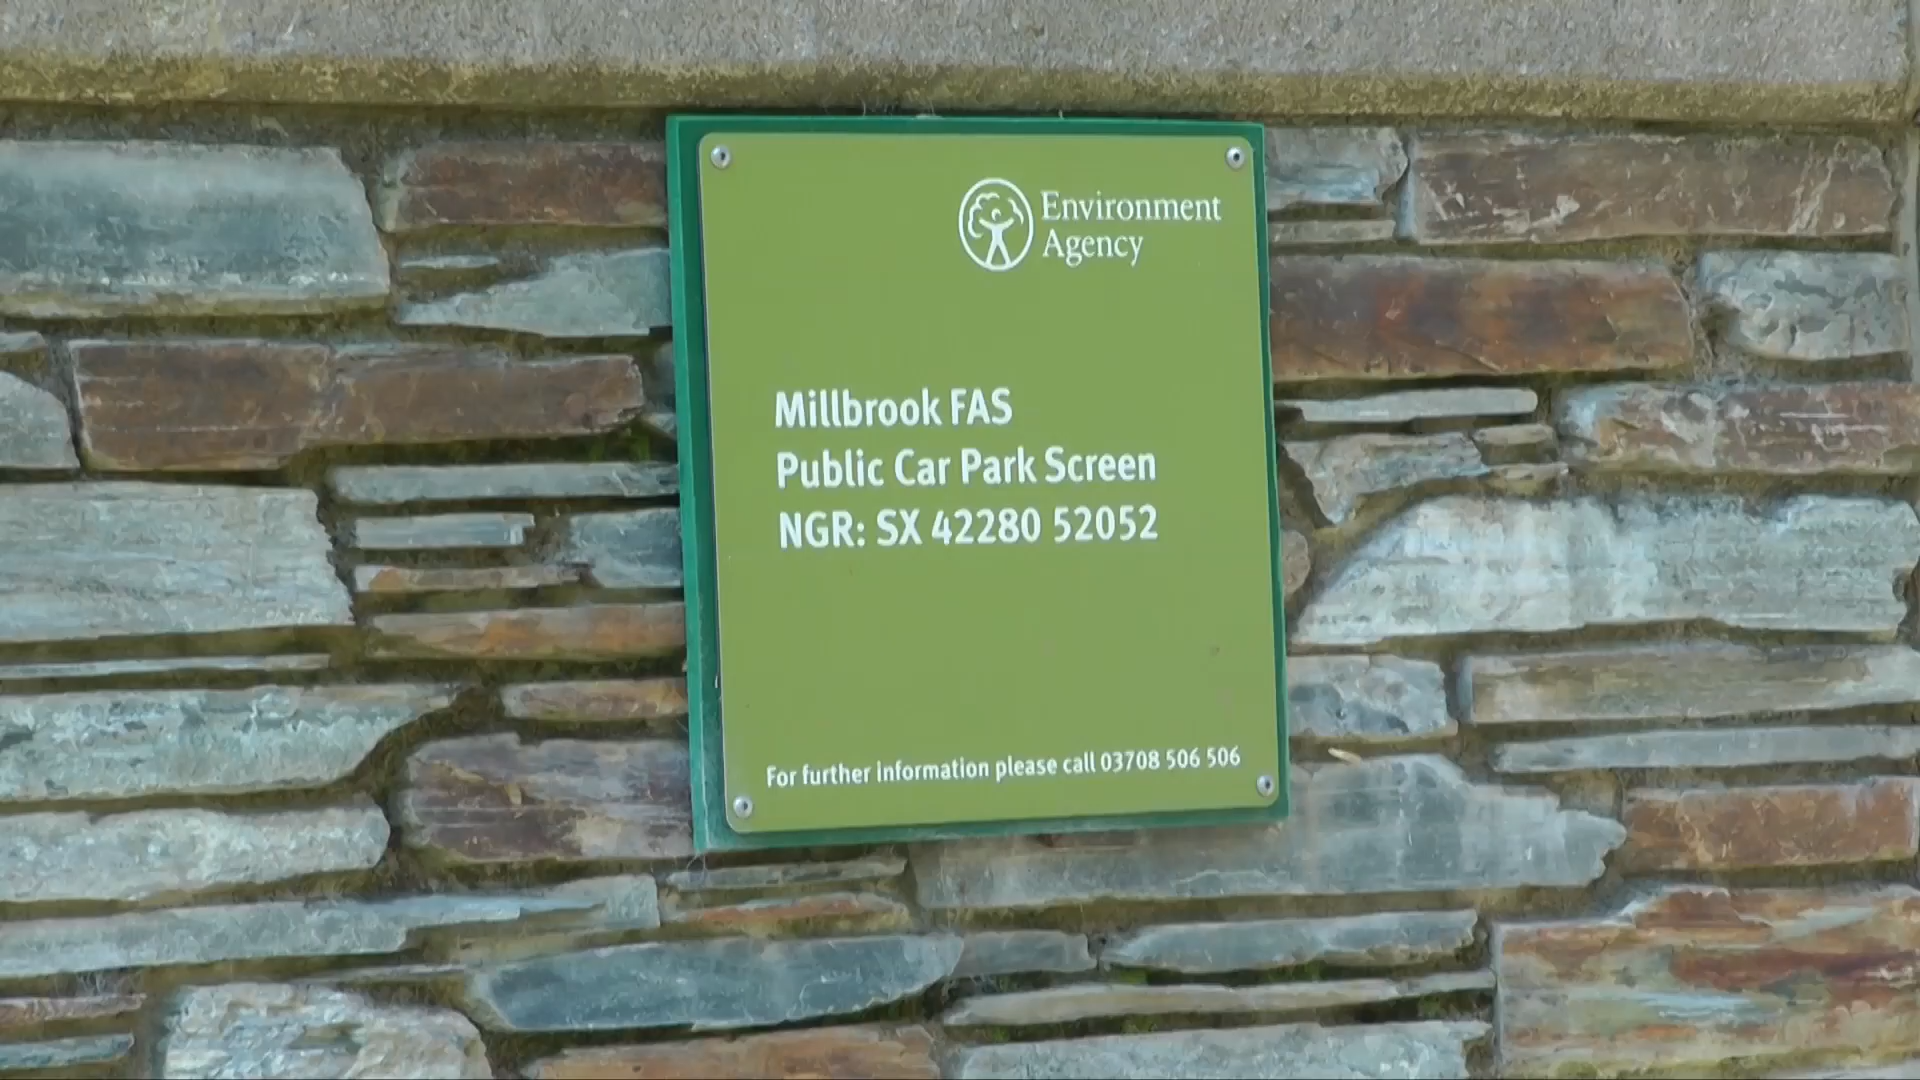 Environment
Agency
Millbrook FAS
Public Car Park Screen
NGR: SX 42280 52052
For further information please call 03708 506 506